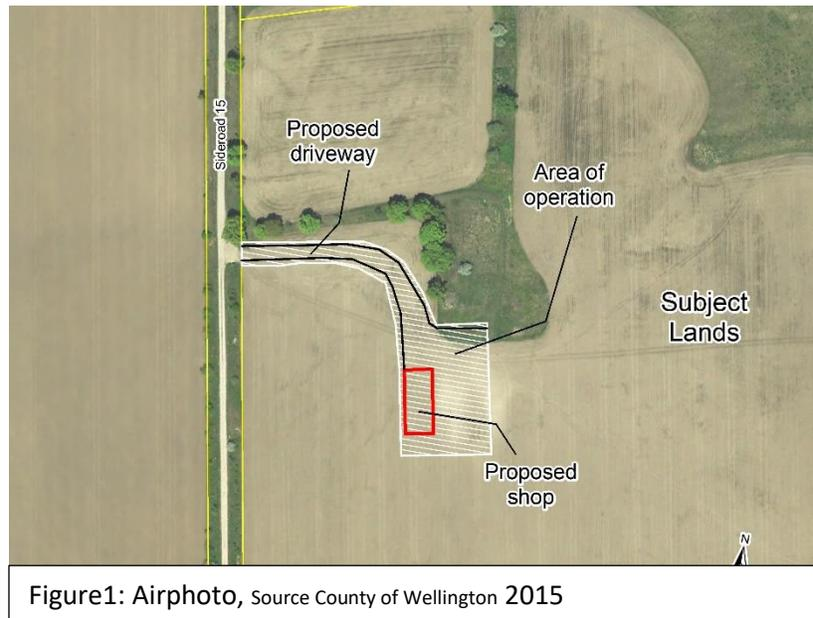 Sideroad 15
Proposed
driveway
Area of
operation
Subject
Lands
Proposed
shop
N
Figure1: Airphoto, Source County of Wellington 2015